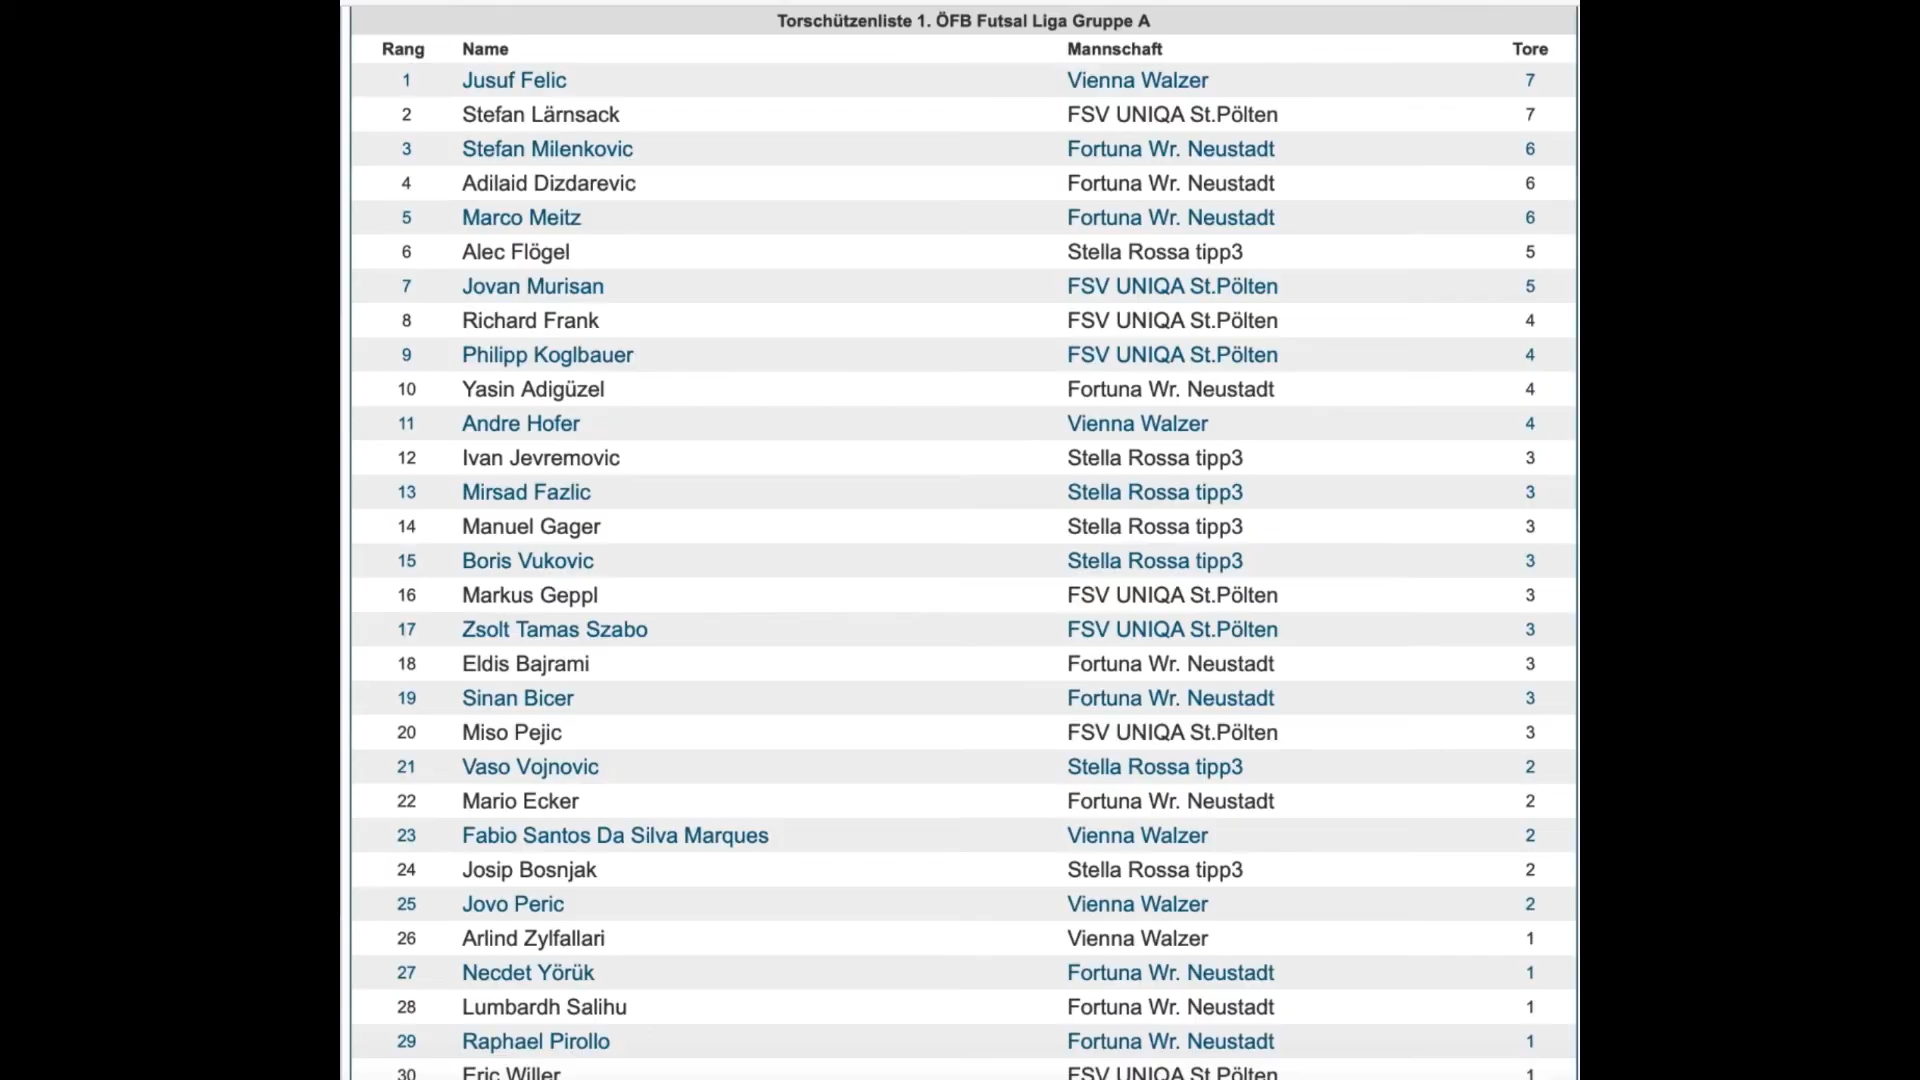 Torschützenliste 1. ÖFB Futsal Liga Gruppe A
Rang Name Mannschaft Tore
1 Jusuf Felic Vienna Walzer 7
2 Stefan Lärnsack FSV UNIQA St.Pölten 7
3 Stefan Milenkovic Fortuna Wr. Neustadt 6
4 Adilaid Dizdarevic Fortuna Wr. Neustadt 6
5 Marco Meitz Fortuna Wr. Neustadt 6
6 Alec Flögel Stella Rossa tipp3 5
7 Jovan Murisan FSV UNIQA St.Pölten 5
8 Richard Frank FSV UNIQA St.Pölten 4
9 Philipp Koglbauer FSV UNIQA St.Pölten 4
10 Yasin Adigüzel Fortuna Wr. Neustadt 4
11 Andre Hofer Vienna Walzer 4
12 Ivan Jevremovic Stella Rossa tipp3 3
13 Mirsad Fazlic Stella Rossa tipp3 3
14 Manuel Gager Stella Rossa tipp3 3
15 Boris Vukovic Stella Rossa tipp3 3
16 Markus Geppl FSV UNIQA St.Pölten 3
17 Zsolt Tamas Szabo FSV UNIQA St.Pölten 3
18 Eldis Bajrami Fortuna Wr. Neustadt 3
19 Sinan Bicer Fortuna Wr. Neustadt 3
20 Miso Pejic FSV UNIQA St.Pölten 3
21 Vaso Vojnovic Stella Rossa tipp3 2
22 Mario Ecker Fortuna Wr. Neustadt 2
23 Fabio Santos Da Silva Marques Vienna Walzer 2
24 Josip Bosnjak Stella Rossa tipp3 2
25 Jovo Peric Vienna Walzer 2
26 Arlind Zylfallari Vienna Walzer 1
27 Necdet Yörük Fortuna Wr. Neustadt 1
28 Lumbardh Salihu Fortuna Wr. Neustadt 1
29 Raphael Pirollo Fortuna Wr. Neustadt 1
30 Eric Willer FSV UNIQA St.Pölten 1